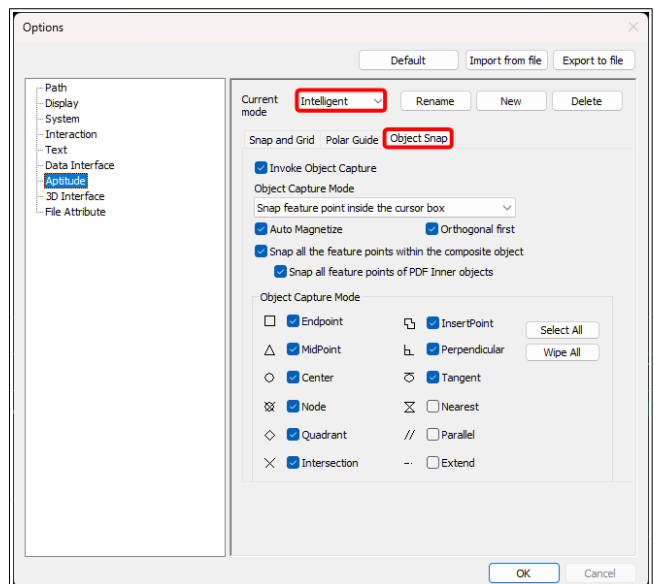 Options
Default Import from file Export to file
Path
Display
System
Interaction
Text
Data Interface
Aptitude
3D Interface
File Attribute
Current mode Intelligent Rename New Delete
Snap and Grid Polar Guide Object Snap
Invoke Object Capture
Object Capture Mode
Snap feature point inside the cursor box
Auto Magnetize Orthogonal first
Snap all the feature points within the composite object
Snap all feature points of PDF Inner objects
Object Capture Mode
Endpoint InsertPoint Select All
MidPoint Perpendicular Wipe All
Center Tangent
Node Nearest
Quadrant Parallel
Intersection Extend
OK Cancel